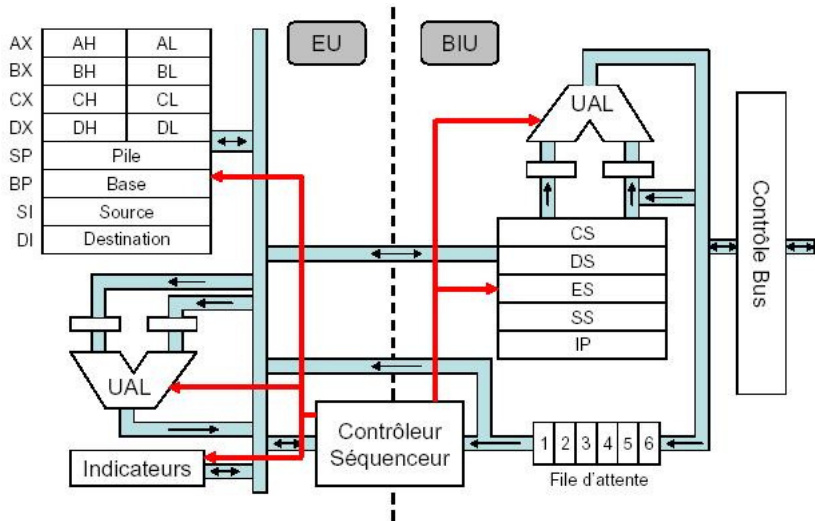 EU
BIU
AX AH AL
BX BH BL
CX CH CL
DX DH DL
SP Pile
BP Base
SI Source
DI Destination
UAL
Indicateurs
Contrôleur
Séquenceur
UAL
CS
DS
ES
SS
IP
1 2 3 4 5 6
File d'attente
Contrôle Bus